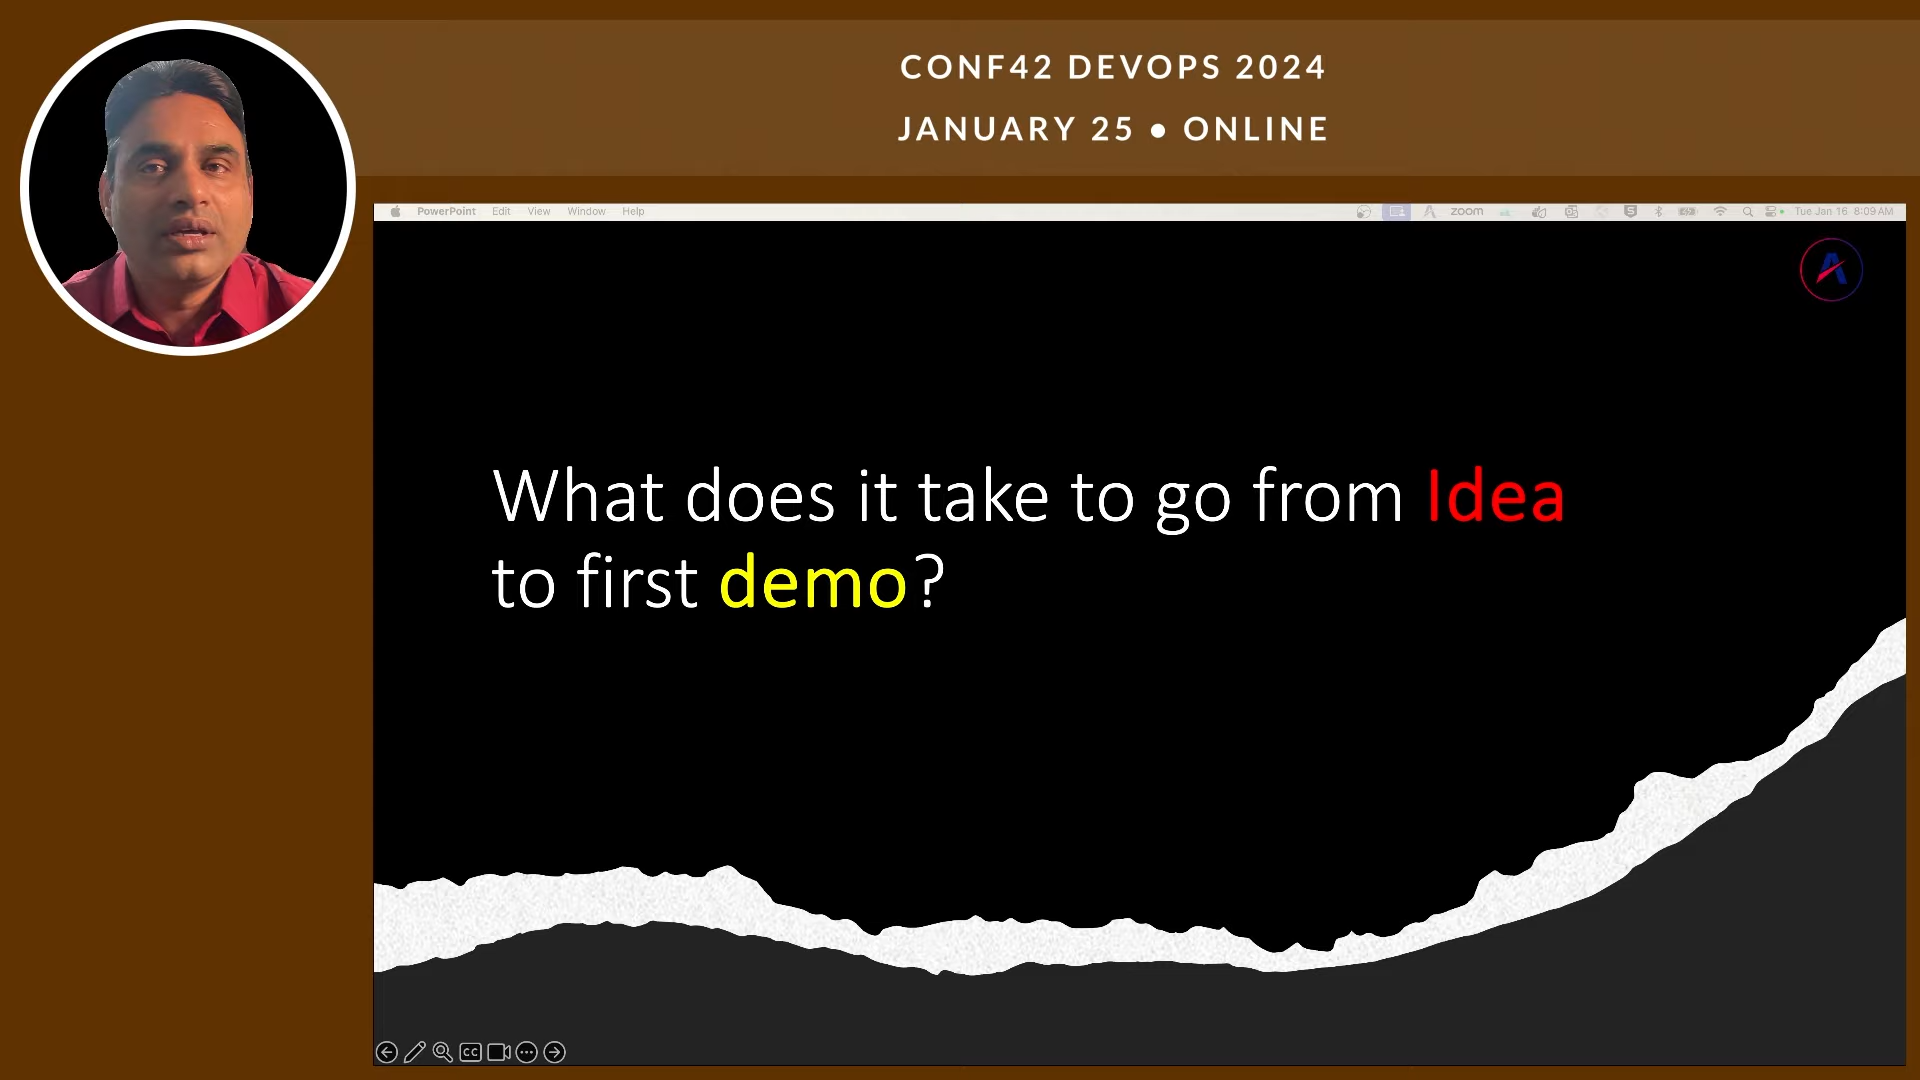 CONF42 DEVOPS 2024
JANUARY 25 • ONLINE
PowerPoint Edit View Window Help zoom Tue Jan 16 8:09 AM
What does it take to go from Idea
to first demo?
CC